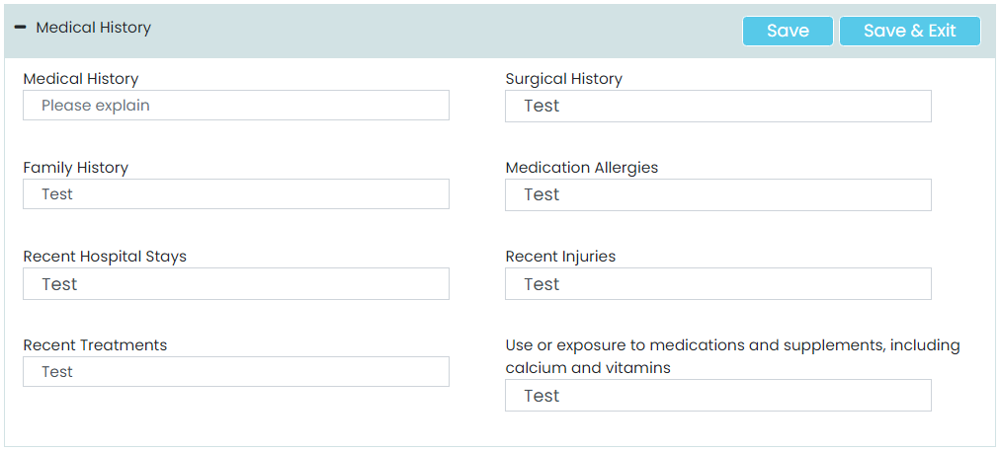 Medical History
Save
Save & Exit
Medical History
Please explain
Surgical History
Test
Family History
Test
Medication Allergies
Test
Recent Hospital Stays
Test
Recent Injuries
Test
Recent Treatments
Test
Use or exposure to medications and supplements, including
calcium and vitamins
Test